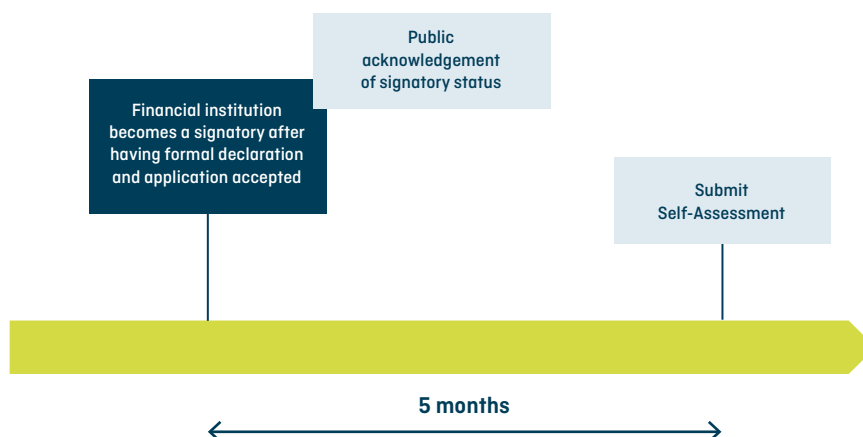 Public
acknowledgement
of signatory status
Financial institution
becomes a signatory after
having formal declaration
and application accepted
Submit
Self-Assessment
5 months